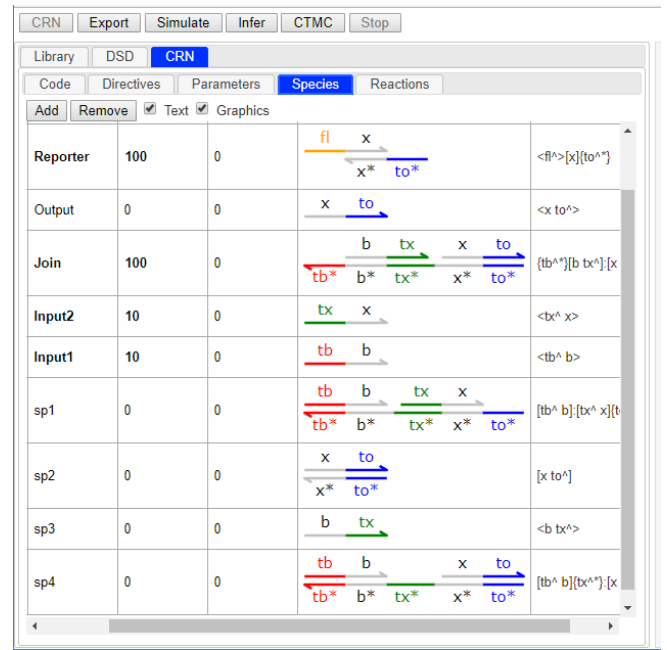 CRN Export Simulate Infer CTMC Stop
Library DSD CRN
Code Directives Parameters Species Reactions
Add Remove Text Graphics
fl x
Reporter 100 0 <fl^>[x]{to^*}
x* to*
x to
Output 0 0 <x to^>
b tx x to
Join 100 0 {tb^*}[b tx^]:[x
tb* b* tx* x* to*
tx x
Input2 10 0 <tx^ x>
tb b
Input1 10 0 <tb^ b>
tb b tx x
sp1 0 0 [tb^ b]:[tx^ x]{t
tb* b* tx* x* to*
x to
sp2 0 0 [x to^]
x* to*
b tx
sp3 0 0 <b tx^>
tb b x to
sp4 0 0 [tb^ b]{tx^*}:[x
tb* b* tx* x* to*